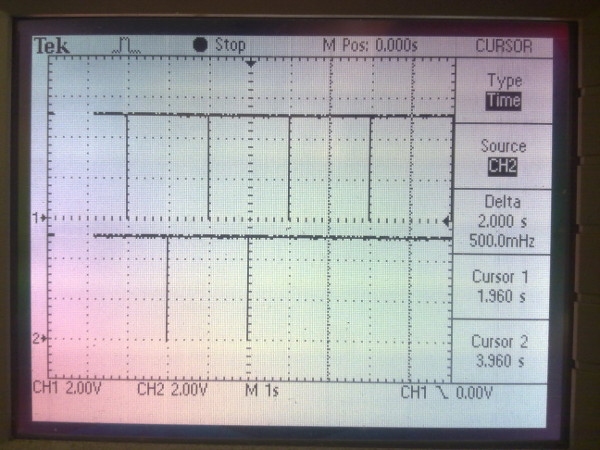 Tek Stop M Pos: 0.000s CURSOR
Type
Time
Source
CH2
Delta
2.000 s
500.0mHz
Cursor 1
1.960 s
Cursor 2
3.960 s
1
2
CH1 2.00V CH2 2.00V M 1s CH1 0.00V